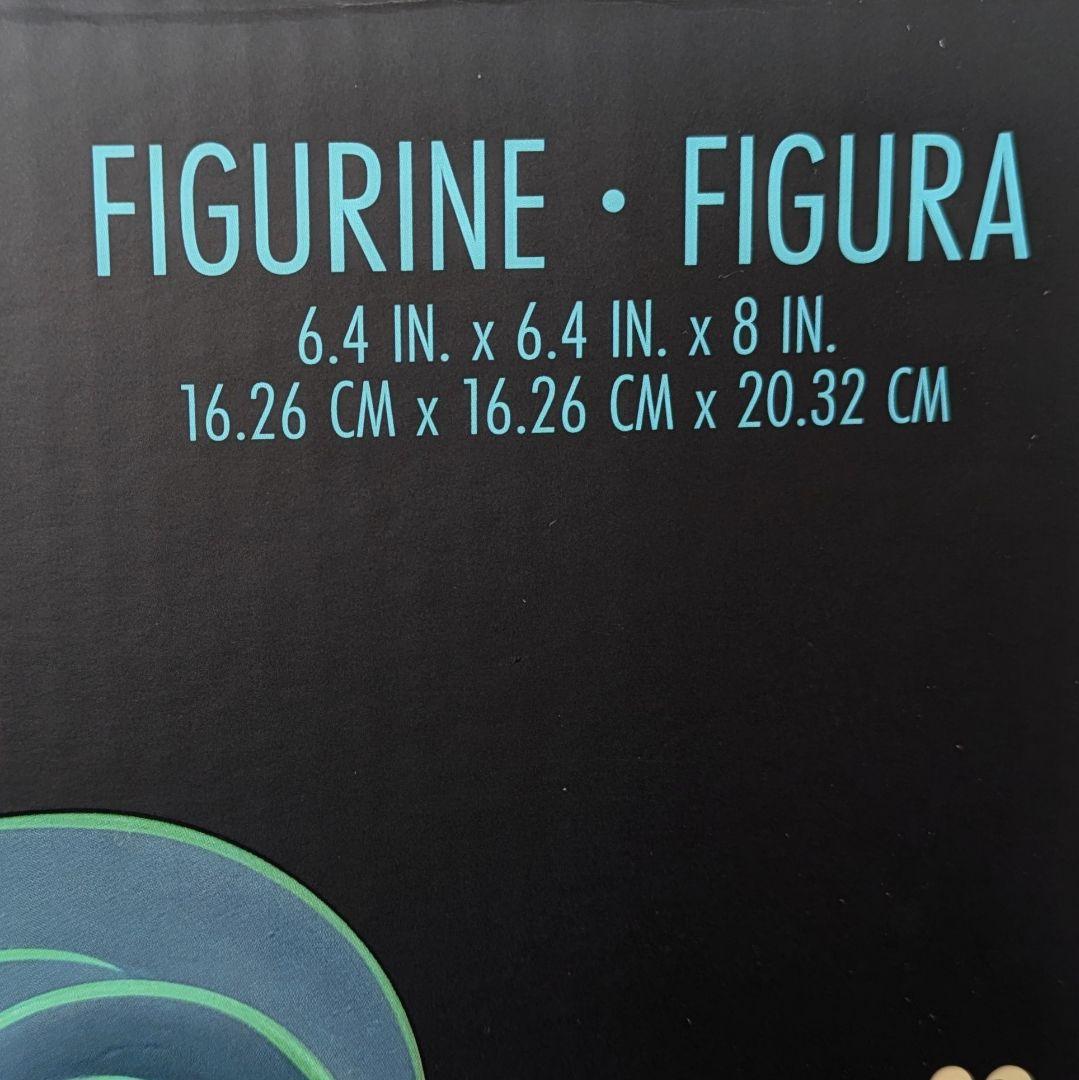 FIGURINE • FIGURA
6.4 IN. x 6.4 IN. x 8 IN.
16.26 CM x 16.26 CM x 20.32 CM